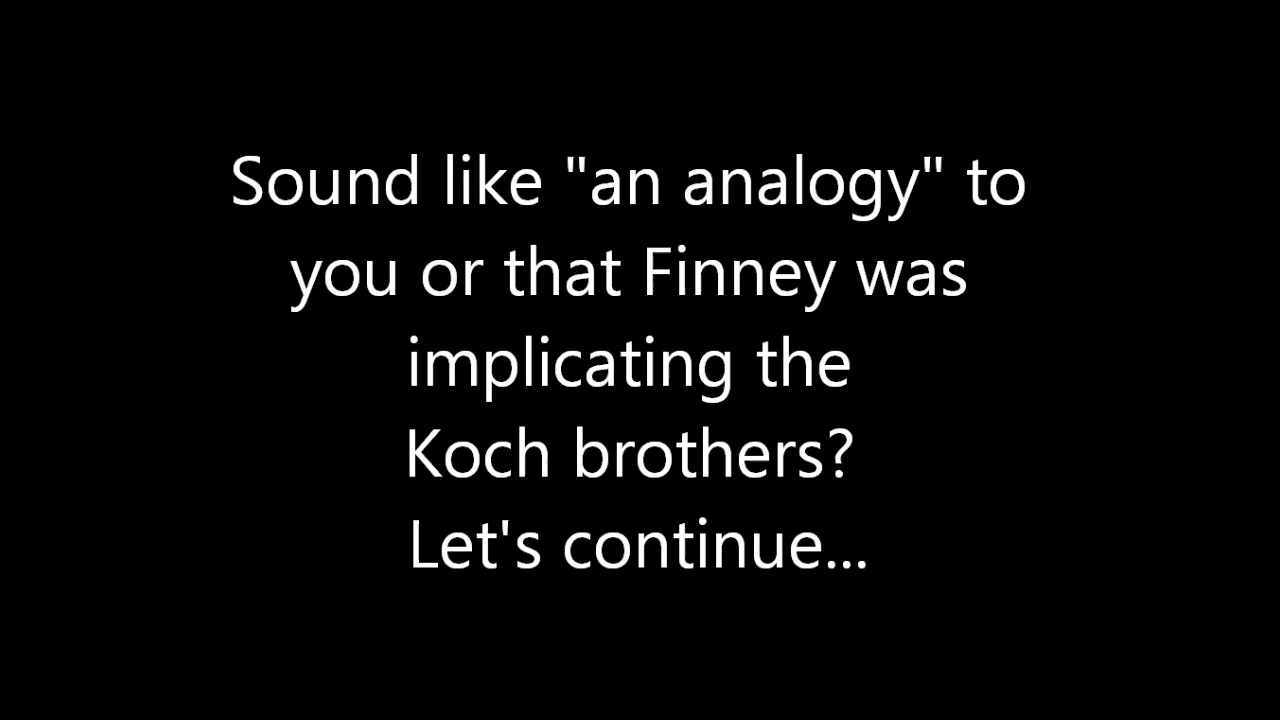 Sound like "an analogy" to
you or that Finney was
implicating the
Koch brothers?
Let's continue...